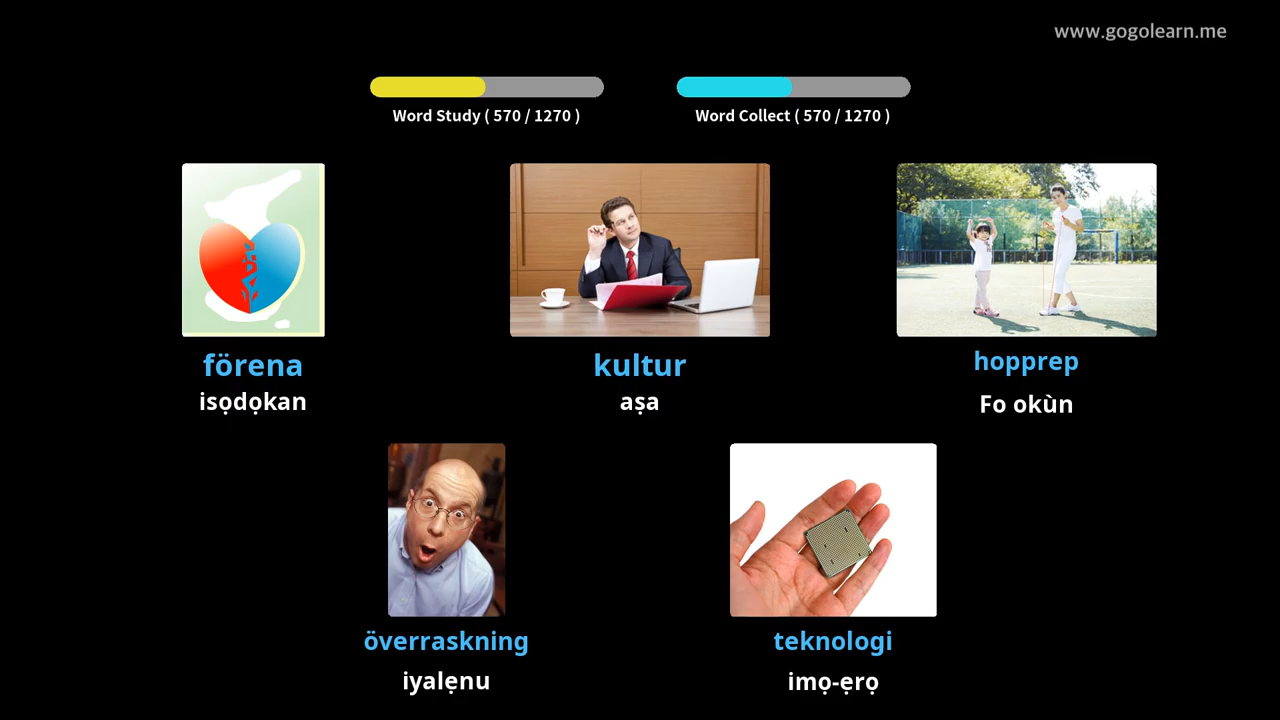 www.gogolearn.me
Word Study ( 570 / 1270 )
Word Collect ( 570 / 1270 )
förena
isọdọkan
kultur
aṣa
hopprep
Fo okùn
överraskning
iyalẹnu
teknologi
imọ-ẹrọ